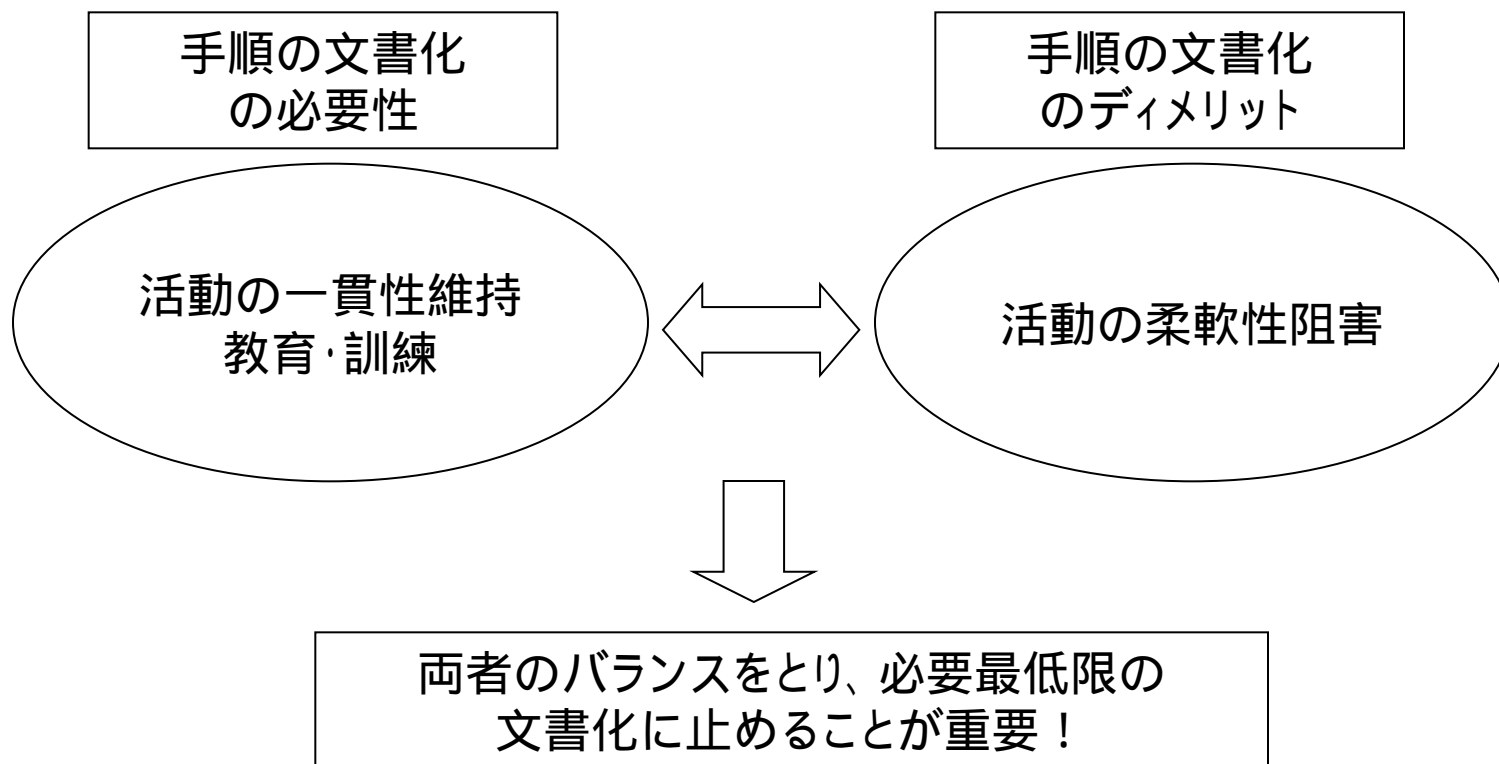 手順の文書化
の必要性
手順の文書化
のディメリット
活動の一貫性維持
教育・訓練
活動の柔軟性阻害
両者のバランスをとり、必要最低限の
文書化に止めることが重要！